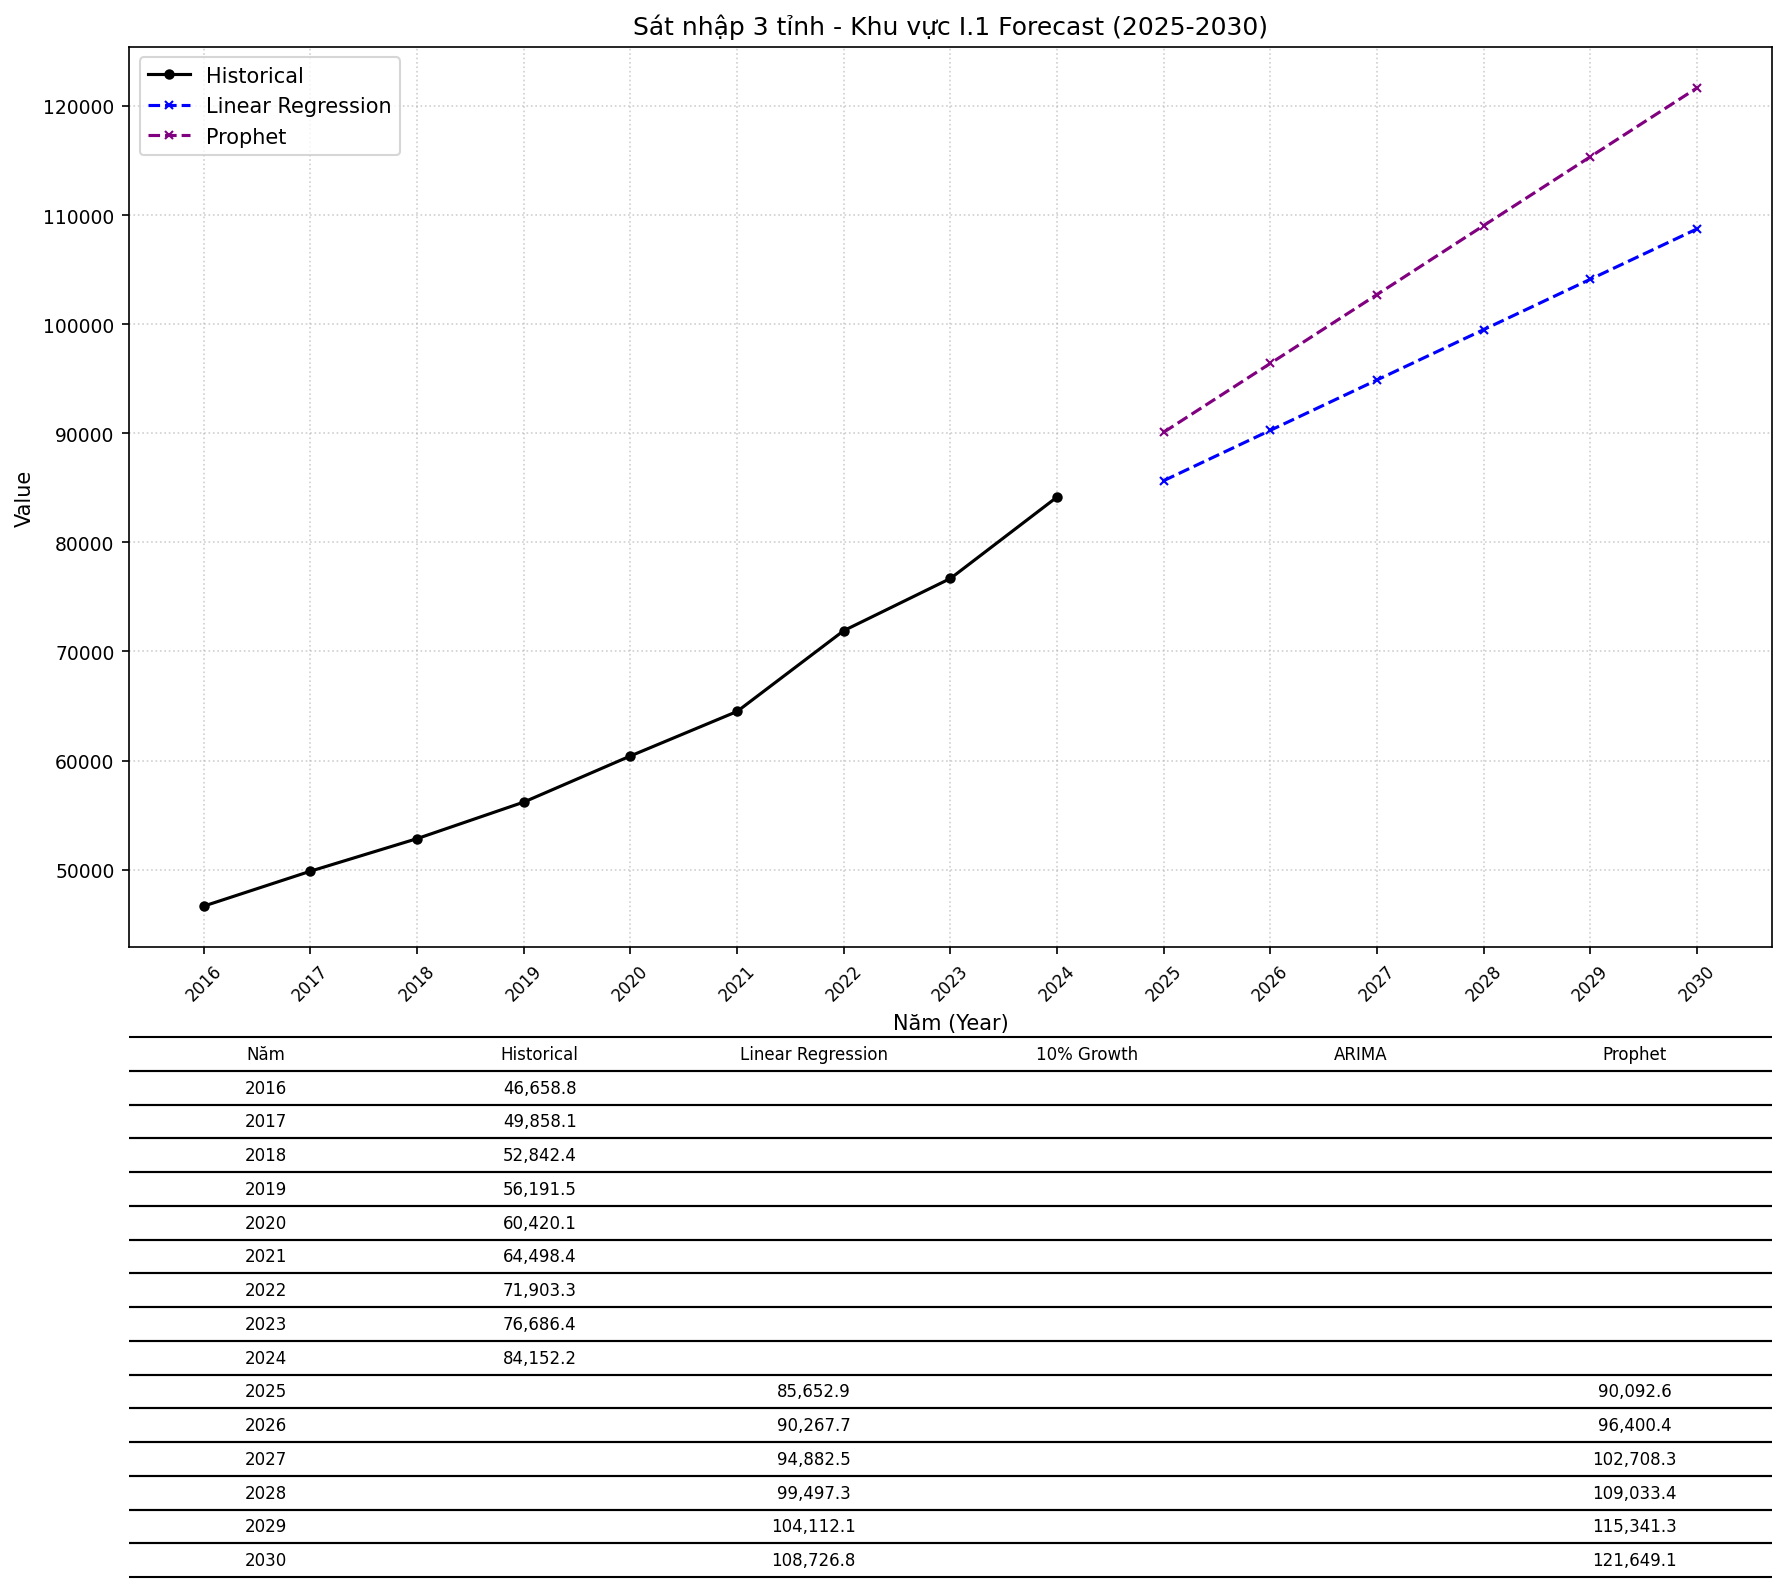 Sát nhập 3 tỉnh - Khu vực I.1 Forecast (2025-2030)
Historical
Linear Regression
Prophet
Value
120000
110000
100000
90000
80000
70000
60000
50000
2016 2017 2018 2019 2020 2021 2022 2023 2024 2025 2026 2027 2028 2029 2030
Năm (Year)
Năm Historical Linear Regression 10% Growth ARIMA Prophet
2016 46,658.8
2017 49,858.1
2018 52,842.4
2019 56,191.5
2020 60,420.1
2021 64,498.4
2022 71,903.3
2023 76,686.4
2024 84,152.2
2025 85,652.9 90,092.6
2026 90,267.7 96,400.4
2027 94,882.5 102,708.3
2028 99,497.3 109,033.4
2029 104,112.1 115,341.3
2030 108,726.8 121,649.1